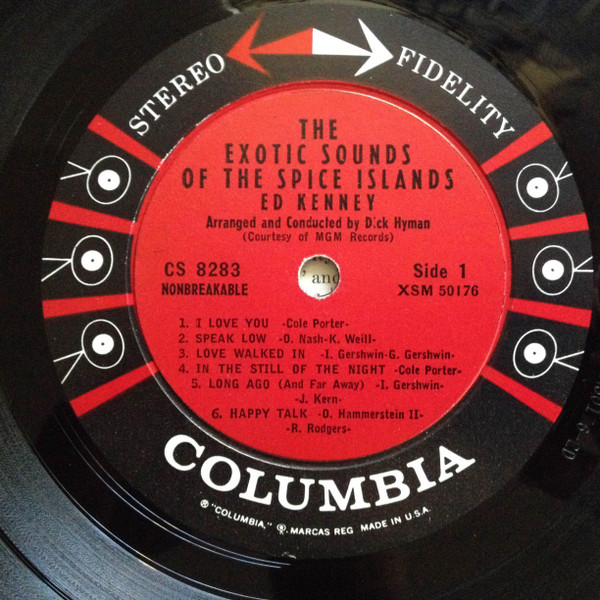 STEREO FIDELITY
THE
EXOTIC SOUNDS
OF THE SPICE ISLANDS
ED KENNEY
Arranged and Conducted by Dick Hyman
(Courtesy of MGM Records)
and
CS 8283 Side 1
NONBREAKABLE XSM 50176
1. I LOVE YOU -Cole Porter-
2. SPEAK LOW -O. Nash-K. Weill-
3. LOVE WALKED IN -I. Gershwin-G. Gershwin-
4. IN THE STILL OF THE NIGHT -Cole Porter-
5. LONG AGO (And Far Away) -I. Gershwin-
-J. Kern-
6. HAPPY TALK -O. Hammerstein II-
-R. Rodgers-
COLUMBIA
® "COLUMBIA," ®. MARCAS REG MADE IN U.S.A.